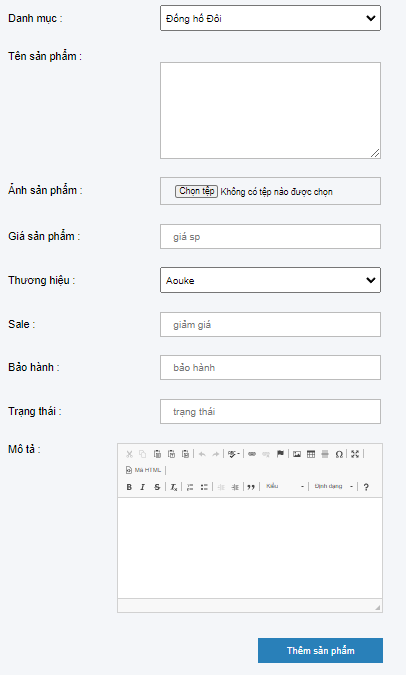 Danh mục :
Đồng hồ Đôi
Tên sản phẩm :
Ảnh sản phẩm :
Chọn tệp Không có tệp nào được chọn
Giá sản phẩm :
giá sp
Thương hiệu :
Aouke
Sale :
giảm giá
Bảo hành :
bảo hành
Trạng thái :
trạng thái
Mô tả :
Mã HTML
B I S Tx Kiểu Định dạng ?
Thêm sản phẩm